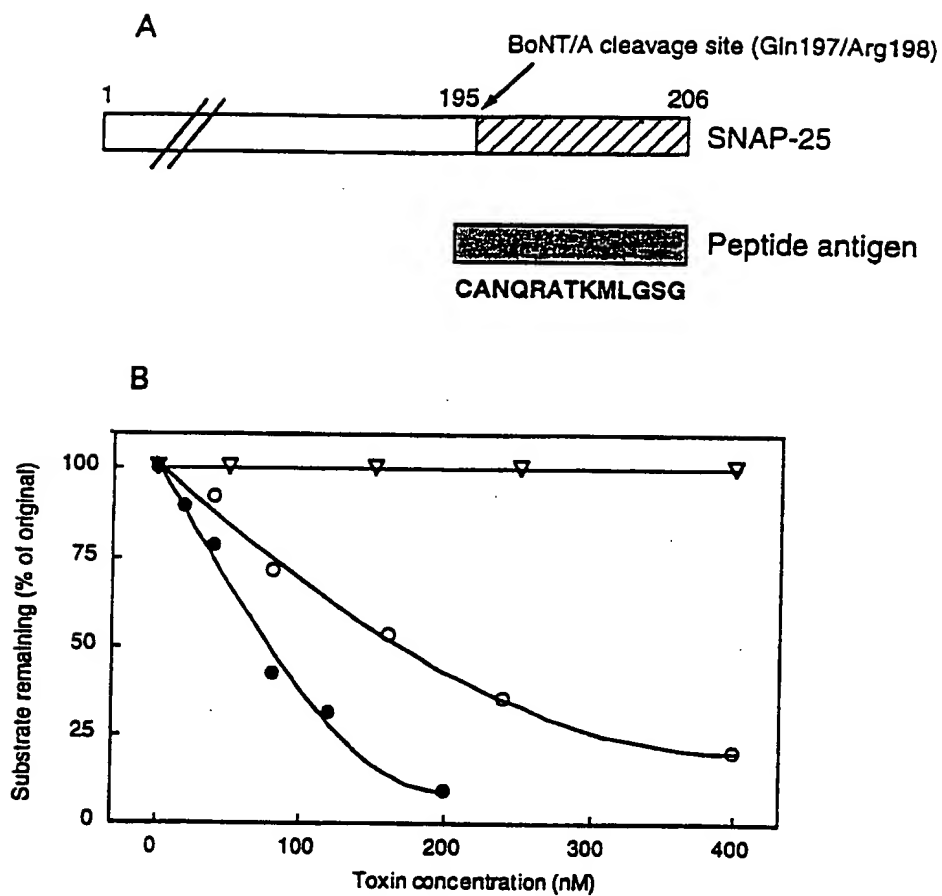 A
BoNT/A cleavage site (Gln197/Arg198)
1
195
206
SNAP-25
Peptide antigen
CANQRATKMLGSG
B
Substrate remaining (% of original)
100
75
50
25
0
0
100
200
300
400
Toxin concentration (nM)